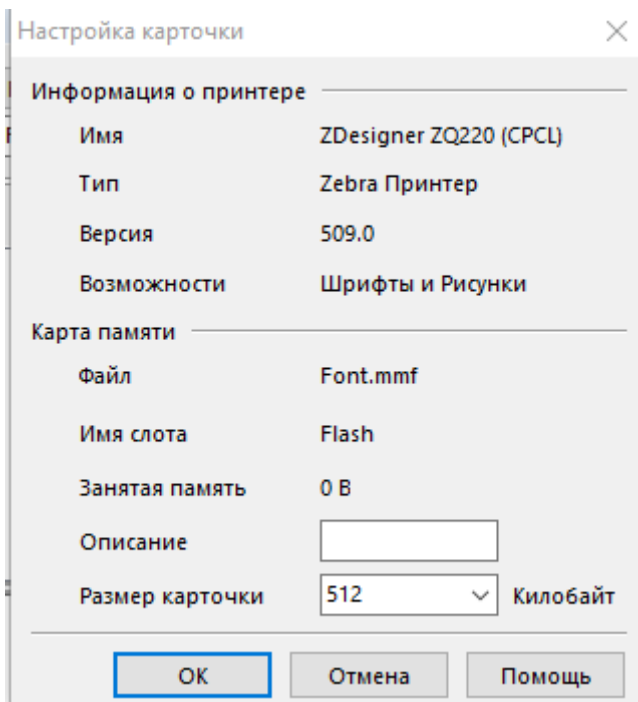 Настройка карточки
Информация о принтере
Имя ZDesigner ZQ220 (CPCL)
Тип Zebra Принтер
Версия 509.0
Возможности Шрифты и Рисунки
Карта памяти
Файл Font.mmf
Имя слота Flash
Занятая память 0 B
Описание
Размер карточки 512 Килобайт
ОК Отмена Помощь